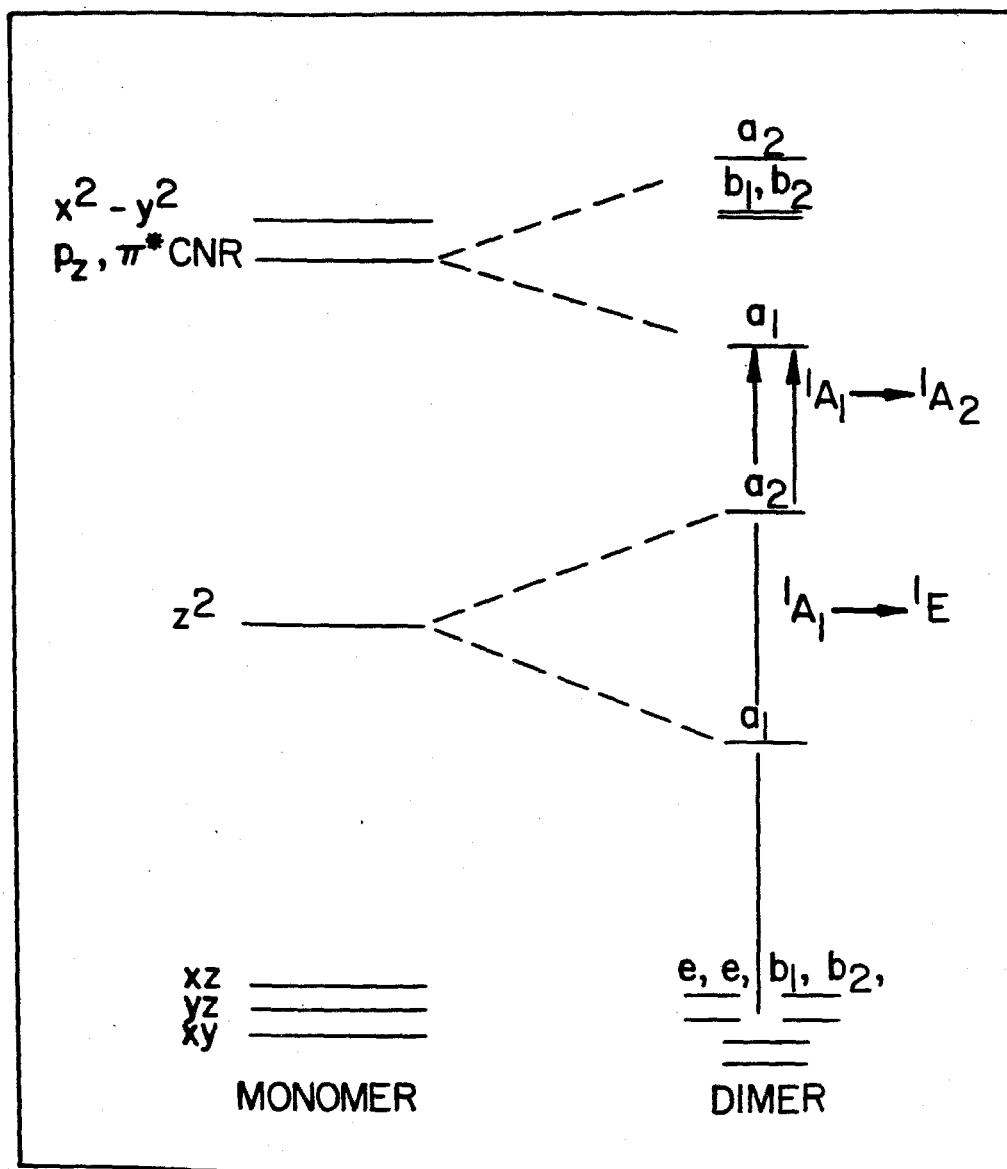 a₂
b₁, b₂
x² - y²
p_z, π* CNR
a₁
¹A₁ → ¹A₂
a₂
z²
¹A₁ → ¹E
a₁
xz
yz
xy
e, e, b₁, b₂,
MONOMER
DIMER